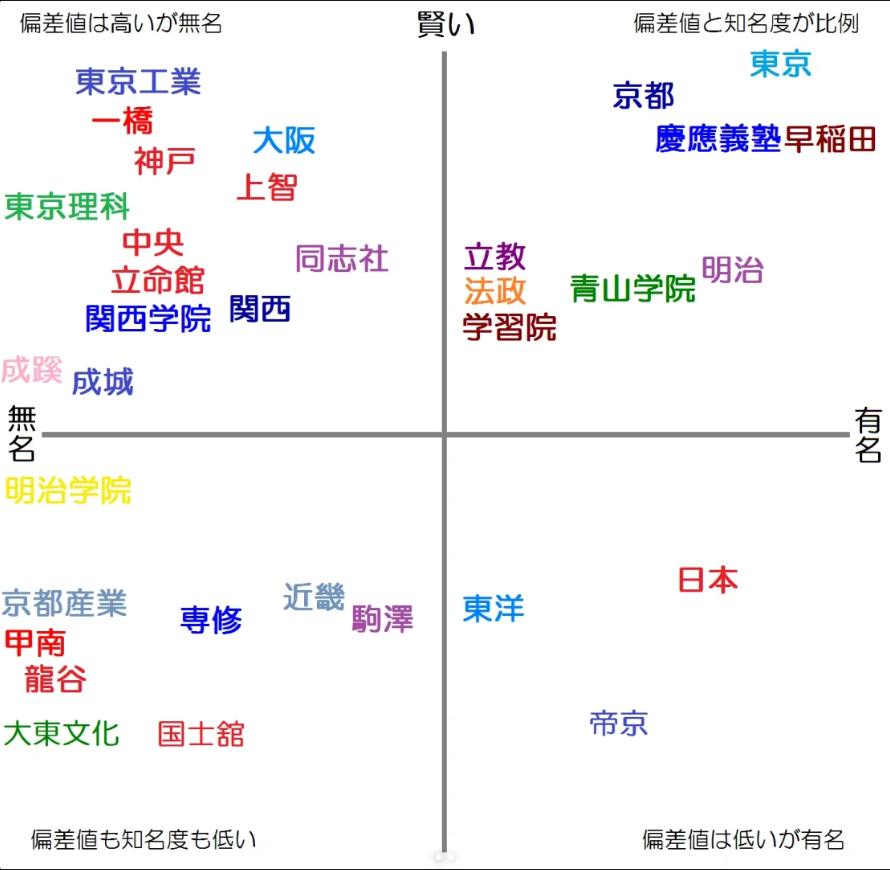 偏差値は高いが無名
賢い
偏差値と知名度が比例
東京工業
一橋
神戸
大阪
上智
東京理科
中央
立命館
関西学院
関西
同志社
成蹊
成城
東京
京都
慶應義塾
早稲田
立教
法政
学習院
青山学院
明治
無名
有名
明治学院
京都産業
甲南
龍谷
専修
近畿
駒澤
大東文化
国士舘
東洋
日本
帝京
偏差値も知名度も低い
偏差値は低いが有名